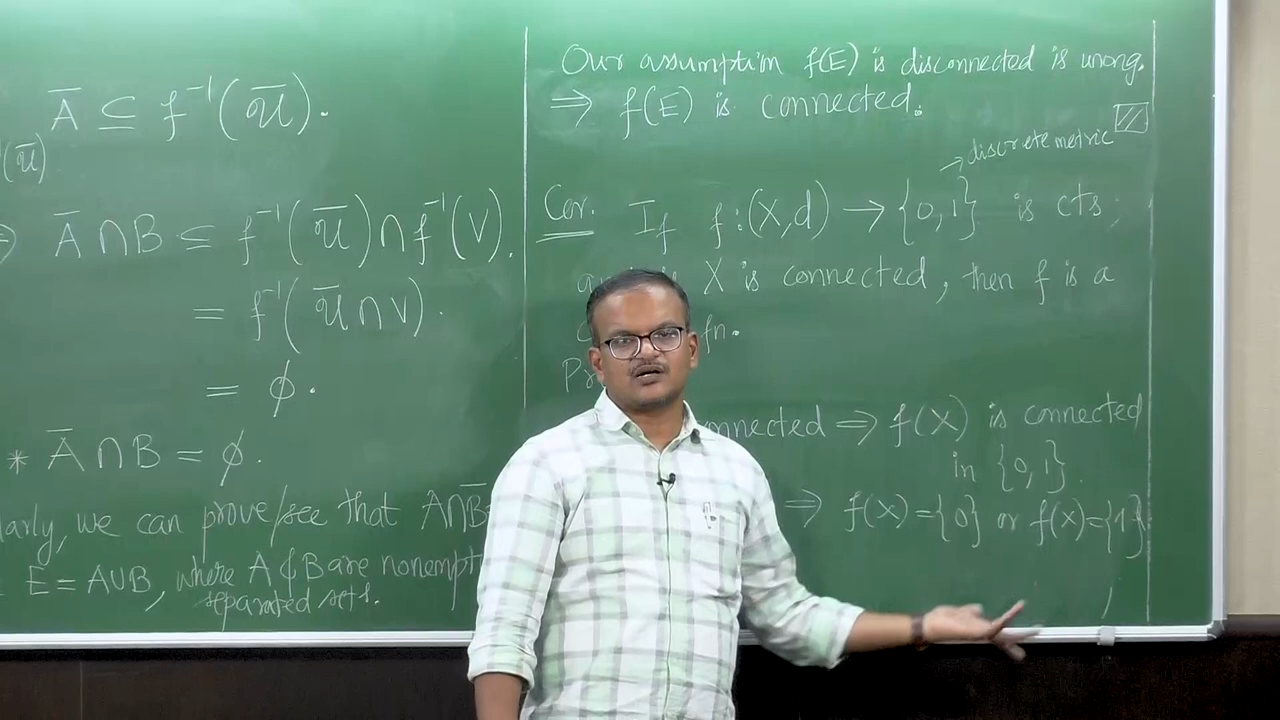 A̅ ⊆ f⁻¹(U̅).
(U̅)
A̅ ∩ B ⊆ f⁻¹(U̅) ∩ f⁻¹(V).
= f⁻¹(U̅ ∩ V).
= ϕ.
* A̅ ∩ B = ϕ.
arly, we can prove/see that A∩B̅
E = A∪B, where A & B are nonempt
separated sets.
Our assumption f(E) is disconnected is wrong.
⇒ f(E) is connected.
→ discrete metric
Cor. If f:(X,d) → {0,1} is cts;
X is connected, then f is a
fn.
nnected ⇒ f(X) is connected
in {0,1}.
⇒ f(X)={0} or f(X)={1}